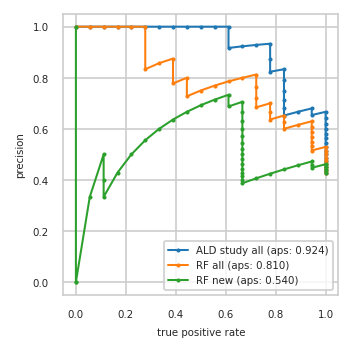 precision
1.0
0.8
0.6
0.4
0.2
0.0
ALD study all (aps: 0.924)
RF all (aps: 0.810)
RF new (aps: 0.540)
0.0 0.2 0.4 0.6 0.8 1.0
true positive rate